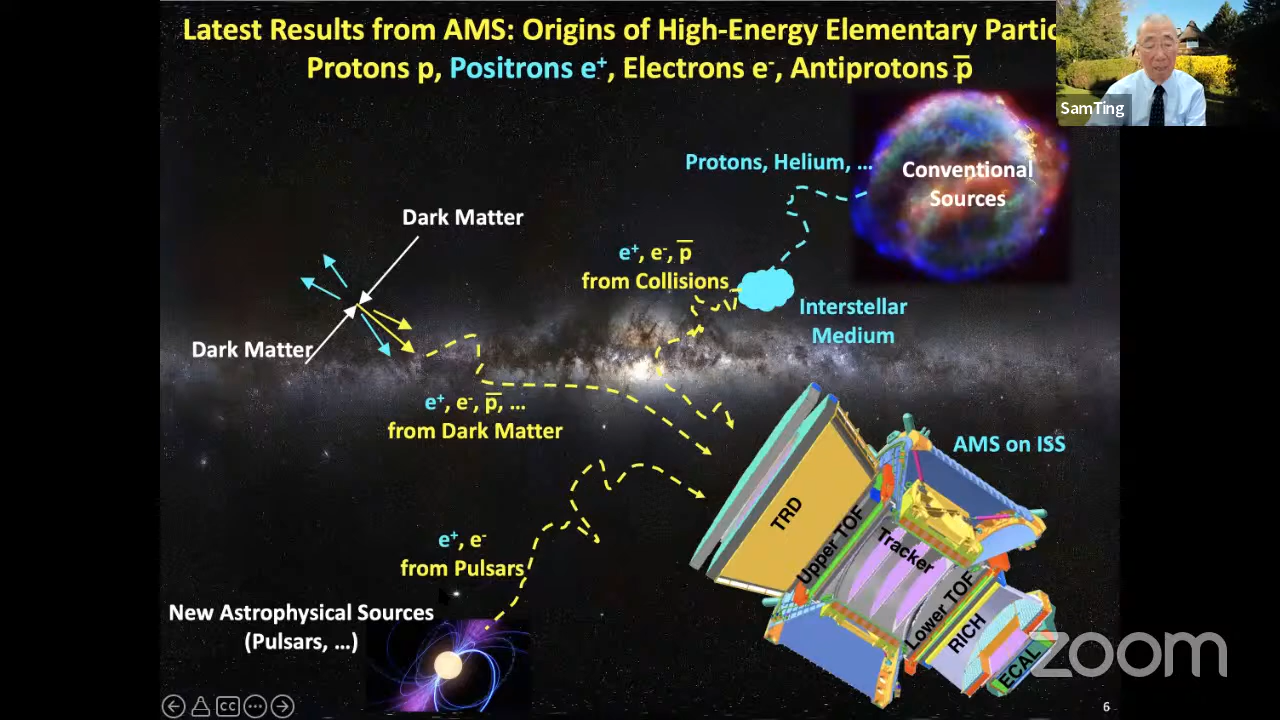 Latest Results from AMS: Origins of High-Energy Elementary Partic
Protons p, Positrons e⁺, Electrons e⁻, Antiprotons p̅
SamTing
Protons, Helium, ...
Conventional
Sources
Dark Matter
e⁺, e⁻, p̅
from Collisions
Interstellar
Medium
Dark Matter
e⁺, e⁻, p̅, ...
from Dark Matter
AMS on ISS
TRD
Upper TOF
Tracker
Lower TOF
RICH
ECAL
e⁺, e⁻
from Pulsars
New Astrophysical Sources
(Pulsars, ...)
zoom
CC
6